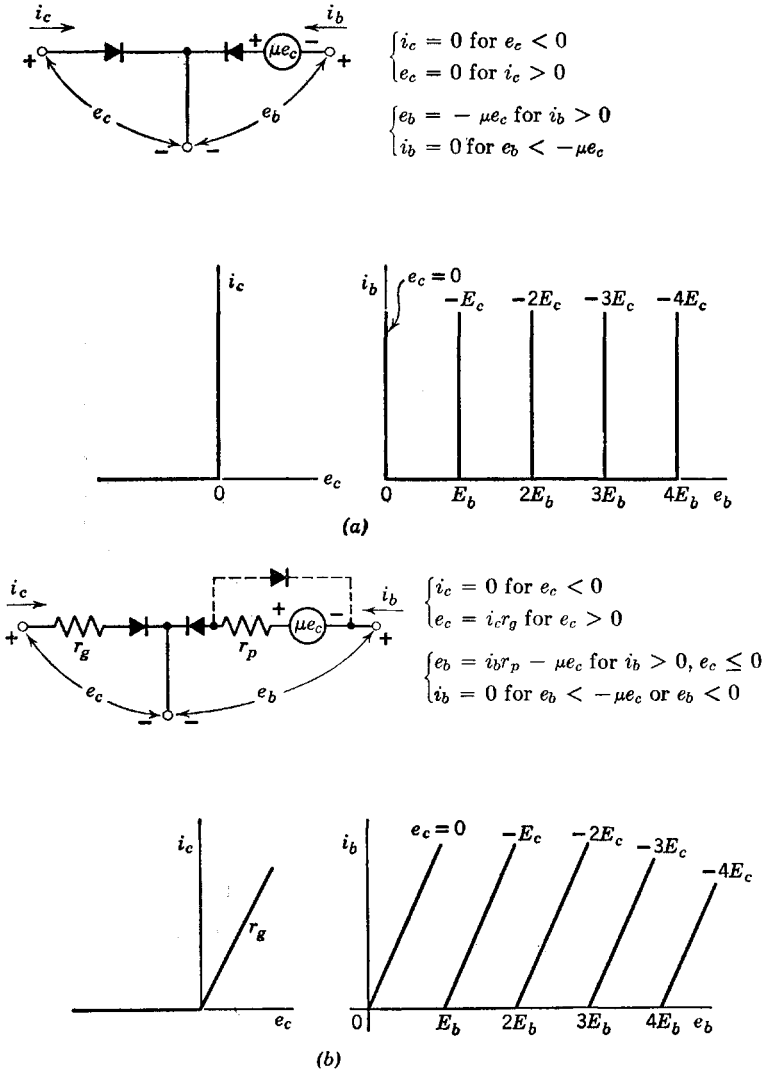 i_c
i_b
+ μe_c −
+ +
e_c e_b
− −
{i_c = 0 for e_c < 0
e_c = 0 for i_c > 0
{e_b = − μe_c for i_b > 0
i_b = 0 for e_b < −μe_c
i_c
0 e_c
i_b e_c = 0
−E_c −2E_c −3E_c −4E_c
0 E_b 2E_b 3E_b 4E_b e_b
(a)
i_c
i_b
+ r_g r_p + μe_c − +
e_c e_b
− −
{i_c = 0 for e_c < 0
e_c = i_c r_g for e_c > 0
{e_b = i_b r_p − μe_c for i_b > 0, e_c ≤ 0
i_b = 0 for e_b < −μe_c or e_b < 0
i_c
r_g
e_c
i_b
e_c = 0 −E_c −2E_c −3E_c −4E_c
0 E_b 2E_b 3E_b 4E_b e_b
(b)